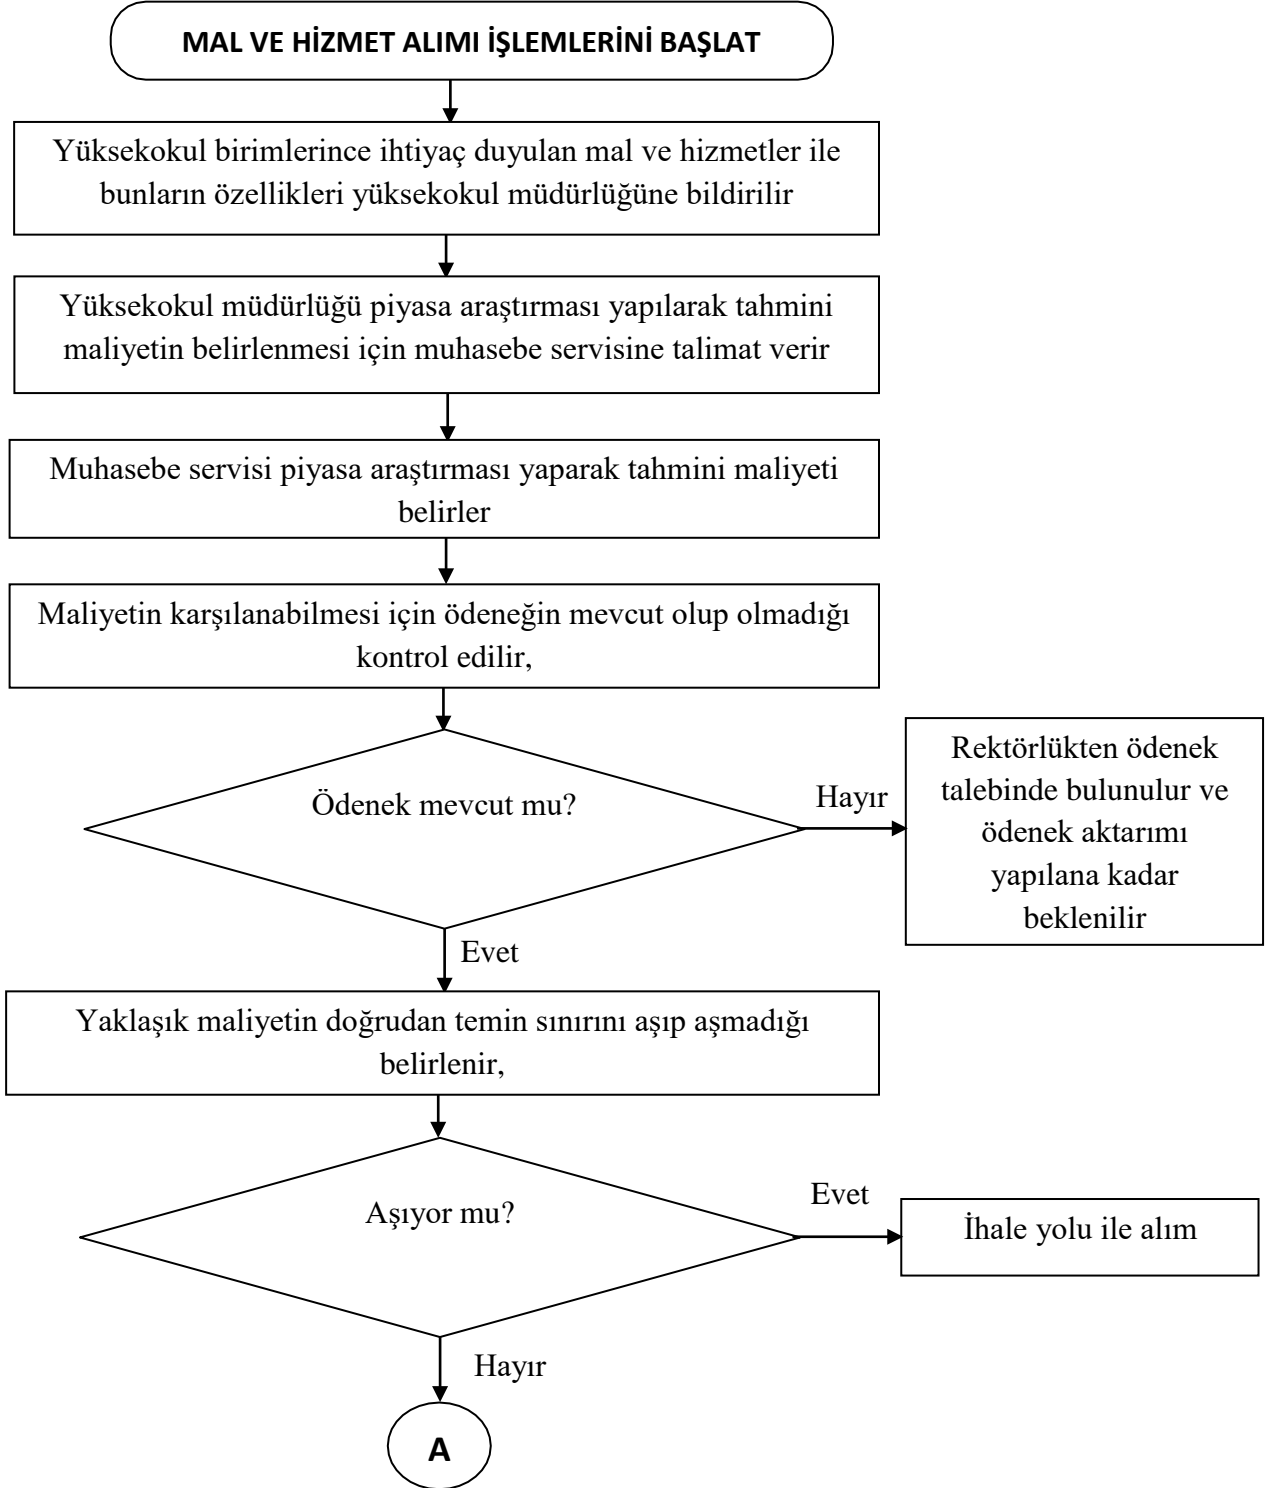 MAL VE HİZMET ALIMI İŞLEMLERİNİ BAŞLAT
Yüksekokul birimlerince ihtiyaç duyulan mal ve hizmetler ile
bunların özellikleri yüksekokul müdürlüğüne bildirilir
Yüksekokul müdürlüğü piyasa araştırması yapılarak tahmini
maliyetin belirlenmesi için muhasebe servisine talimat verir
Muhasebe servisi piyasa araştırması yaparak tahmini maliyeti
belirler
Maliyetin karşılanabilmesi için ödeneğin mevcut olup olmadığı
kontrol edilir,
Ödenek mevcut mu?
Hayır
Rektörlükten ödenek
talebinde bulunulur ve
ödenek aktarımı
yapılana kadar
beklenilir
Evet
Yaklaşık maliyetin doğrudan temin sınırını aşıp aşmadığı
belirlenir,
Aşıyor mu?
Evet
İhale yolu ile alım
Hayır
A